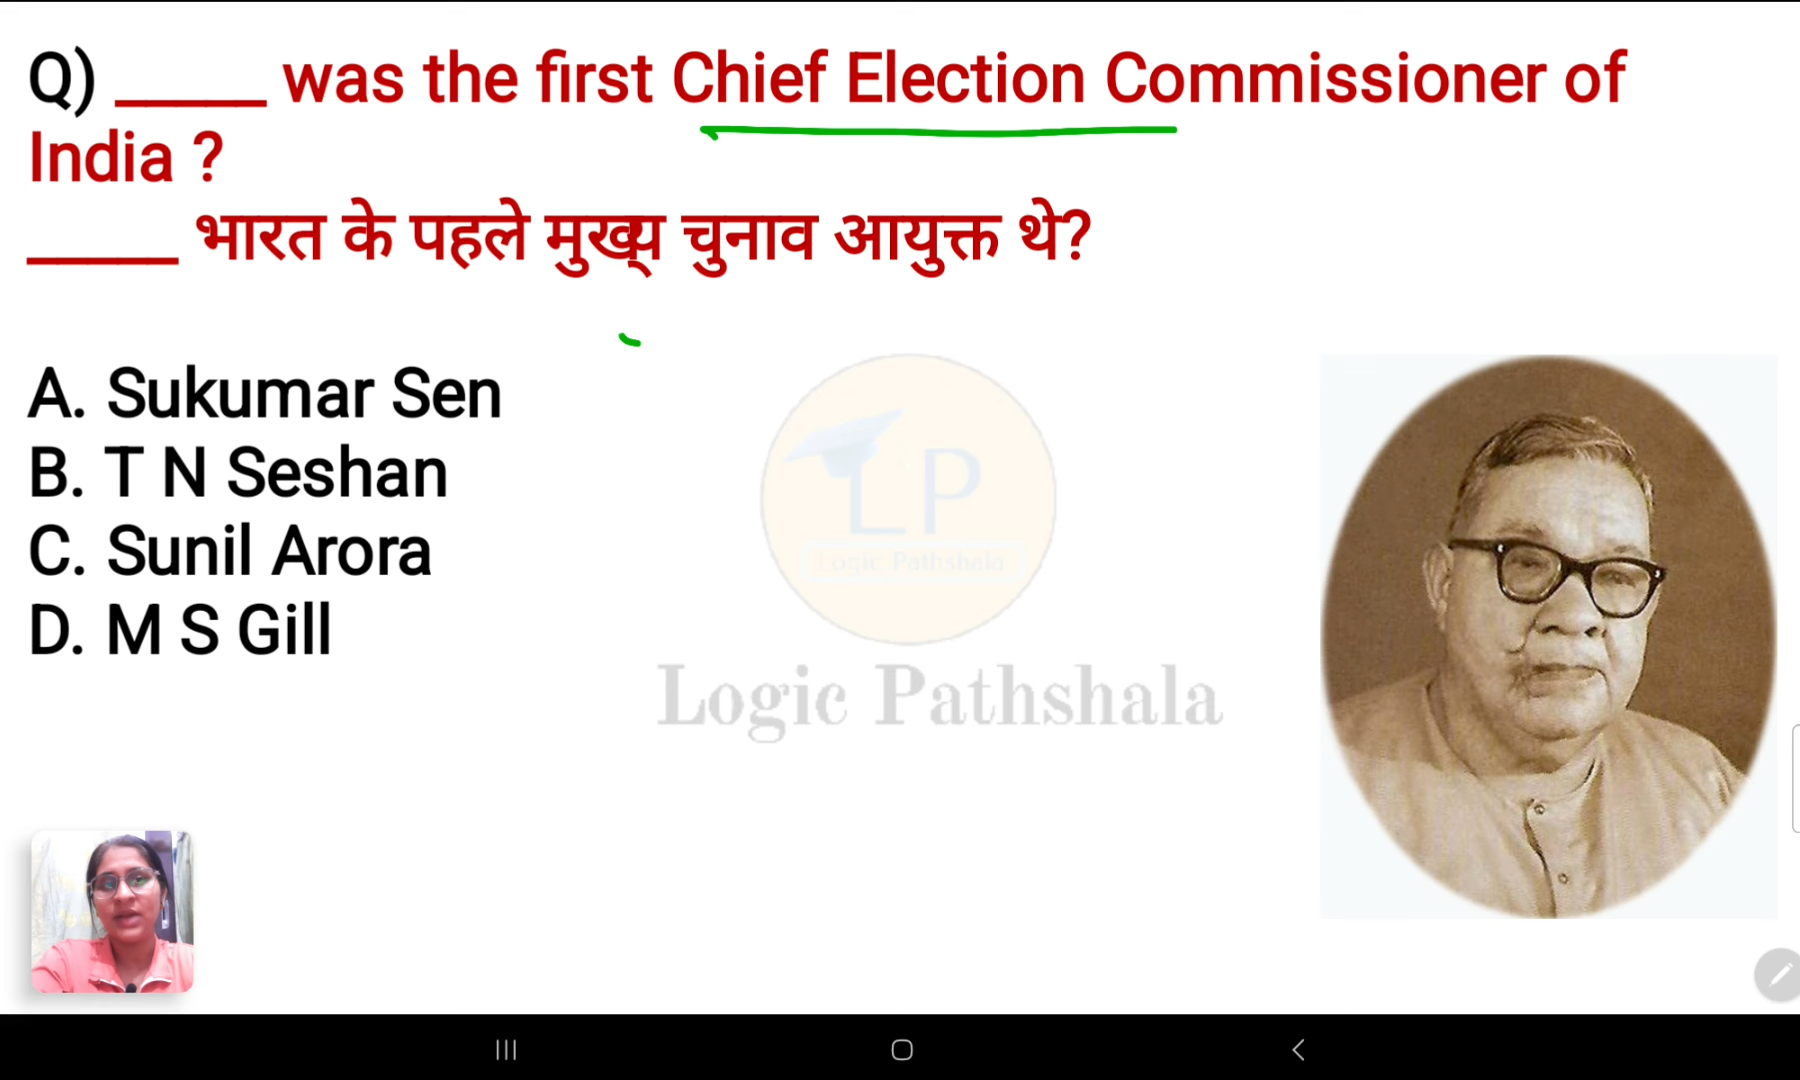 Q) _____ was the first Chief Election Commissioner of
India ?
_____ भारत के पहले मुख्य चुनाव आयुक्त थे?
A. Sukumar Sen
B. T N Seshan
C. Sunil Arora
D. M S Gill
LP
Logic Pathshala
Logic Pathshala